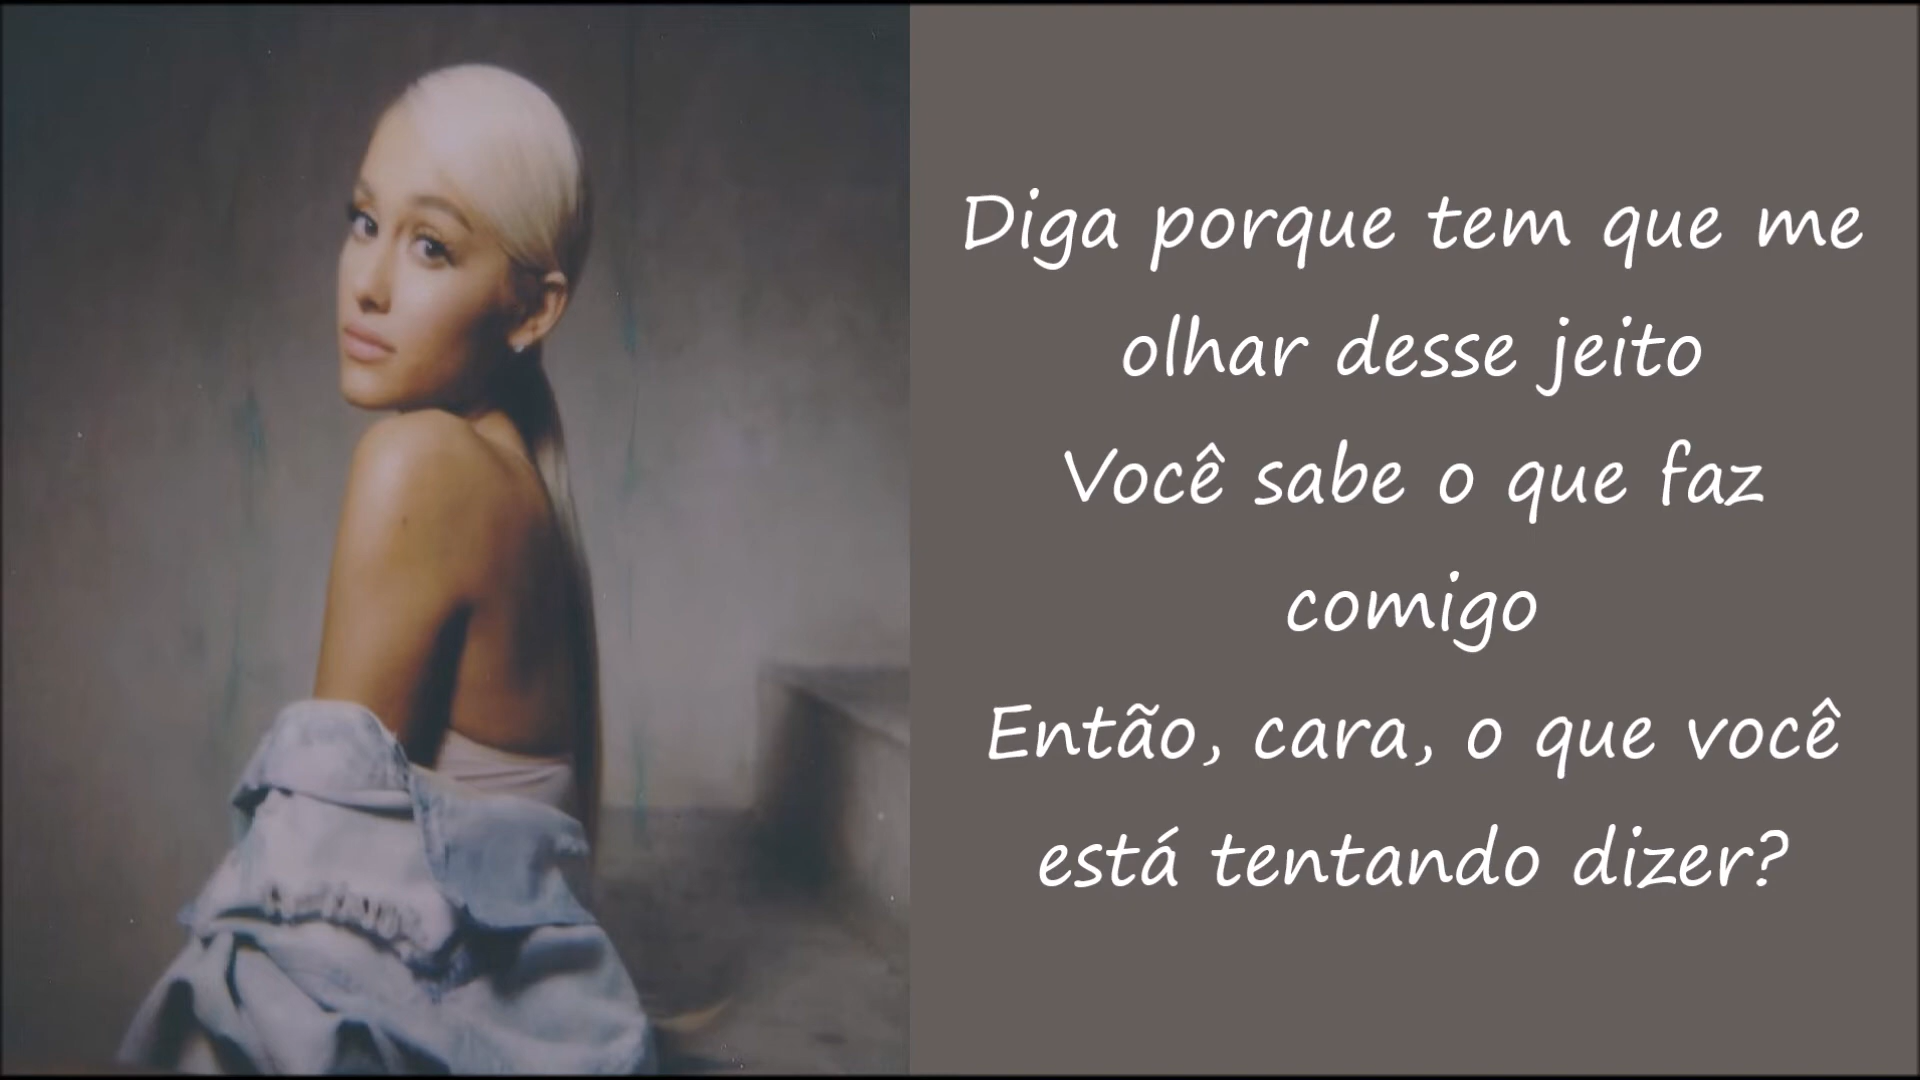 Diga porque tem que me
olhar desse jeito
Você sabe o que faz
comigo
Então, cara, o que você
está tentando dizer?